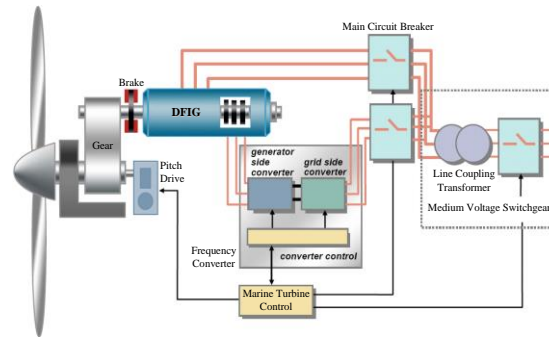 Main Circuit Breaker
Brake
DFIG
Gear
generator
side
converter
grid side
converter
Pitch
Drive
Line Coupling
Transformer
Medium Voltage Switchgear
Frequency
Converter
converter control
Marine Turbine
Control